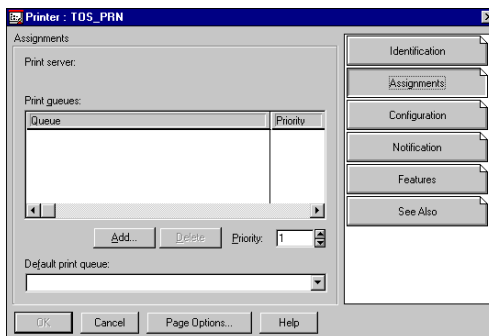 Printer : TOS_PRN
Assignments
Print server:
Print queues:
Queue Priority
Add... Delete Priority: 1
Default print queue:
OK Cancel Page Options... Help
Identification
Assignments
Configuration
Notification
Features
See Also